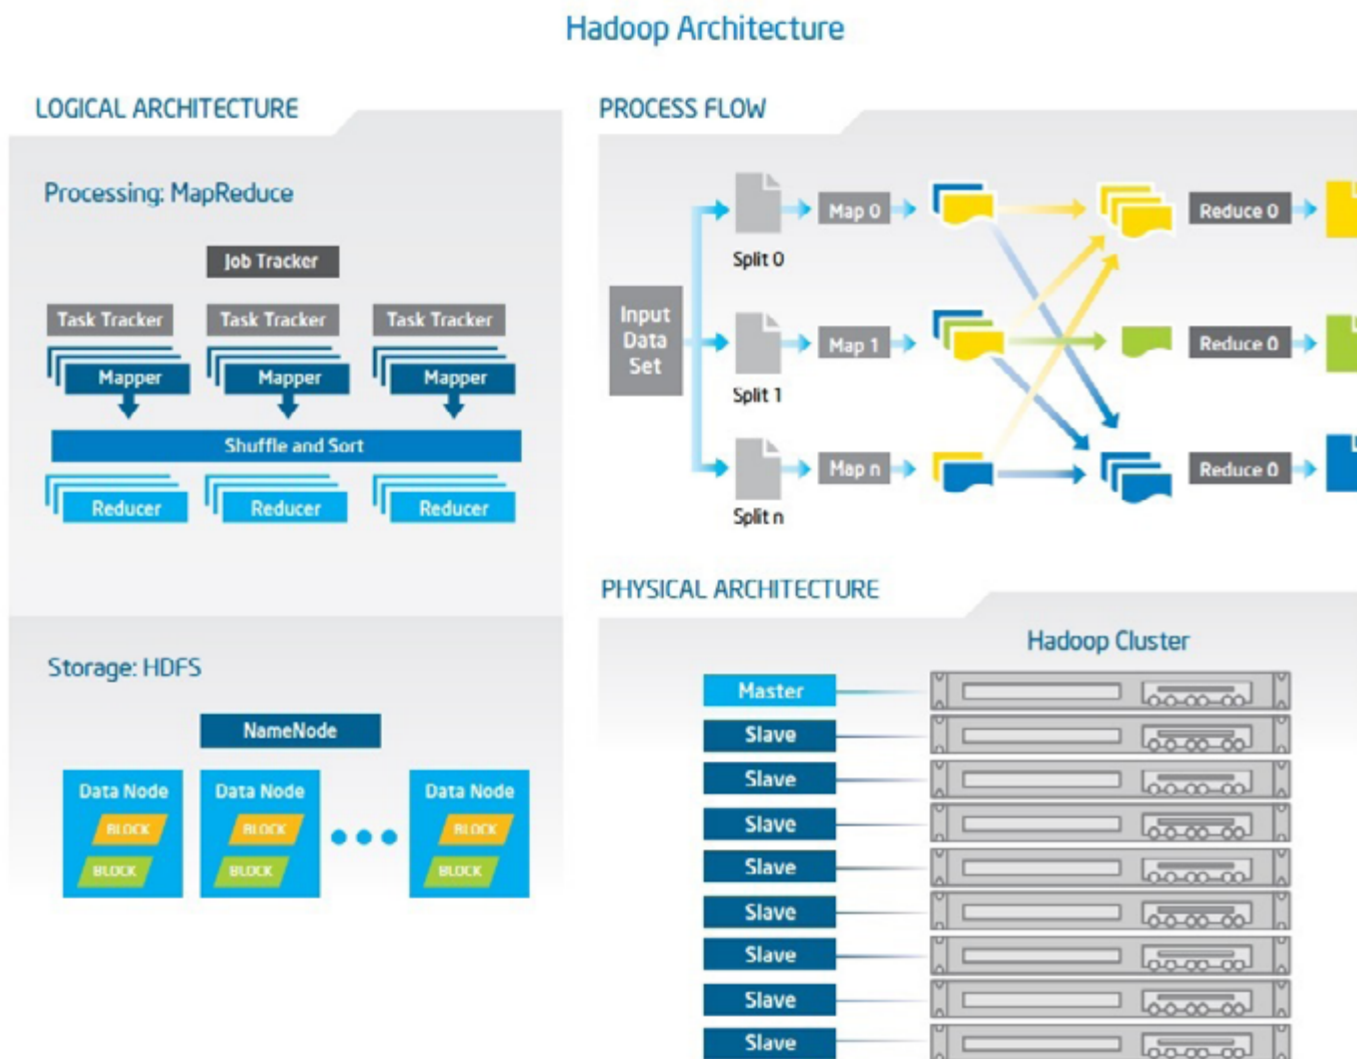 Hadoop Architecture
LOGICAL ARCHITECTURE
Processing: MapReduce
Job Tracker
Task Tracker
Task Tracker
Task Tracker
Mapper
Mapper
Mapper
Shuffle and Sort
Reducer
Reducer
Reducer
Storage: HDFS
NameNode
Data Node
Data Node
Data Node
BLOCK
BLOCK
BLOCK
BLOCK
BLOCK
BLOCK
PROCESS FLOW
Input
Data
Set
Split 0
Map 0
Reduce 0
Split 1
Map 1
Reduce 0
Split n
Map n
Reduce 0
PHYSICAL ARCHITECTURE
Hadoop Cluster
Master
Slave
Slave
Slave
Slave
Slave
Slave
Slave
Slave